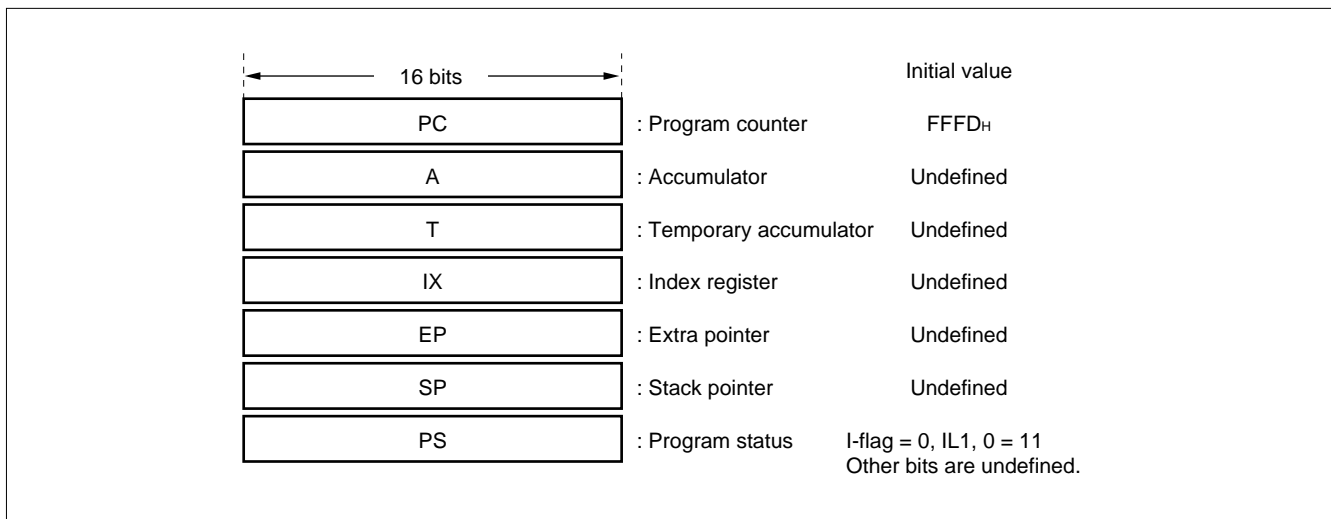 16 bits Initial value
PC : Program counter FFFDH
A : Accumulator Undefined
T : Temporary accumulator Undefined
IX : Index register Undefined
EP : Extra pointer Undefined
SP : Stack pointer Undefined
PS : Program status I-flag = 0, IL1, 0 = 11
Other bits are undefined.